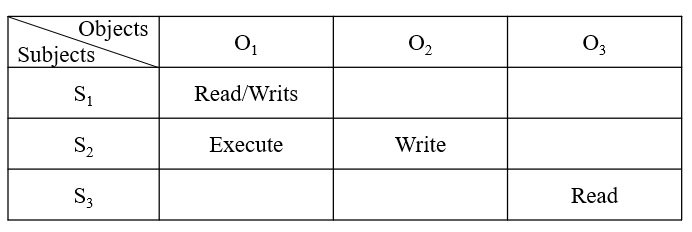 Objects
Subjects
O₁ O₂ O₃
S₁ Read/Writs
S₂ Execute Write
S₃ Read